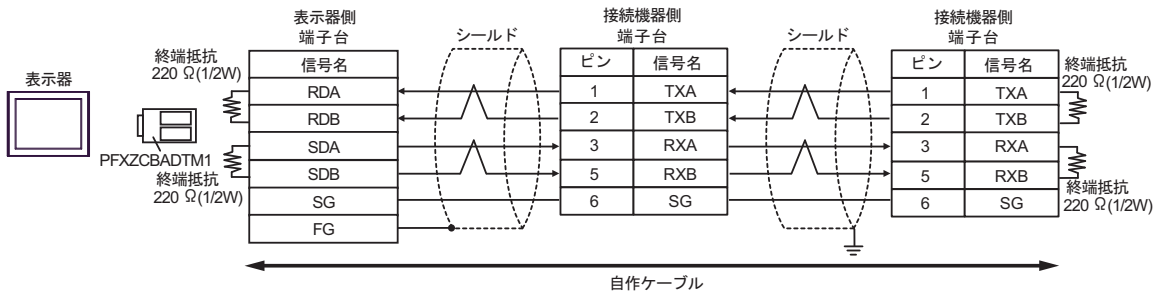 表示器
終端抵抗
220 Ω(1/2W)
PFXZCBADTM1
終端抵抗
220 Ω(1/2W)
表示器側
端子台
信号名
RDA
RDB
SDA
SDB
SG
FG
シールド
接続機器側
端子台
ピン 信号名
1 TXA
2 TXB
3 RXA
5 RXB
6 SG
シールド
接続機器側
端子台
ピン 信号名
1 TXA
2 TXB
3 RXA
5 RXB
6 SG
終端抵抗
220 Ω(1/2W)
終端抵抗
220 Ω(1/2W)
自作ケーブル